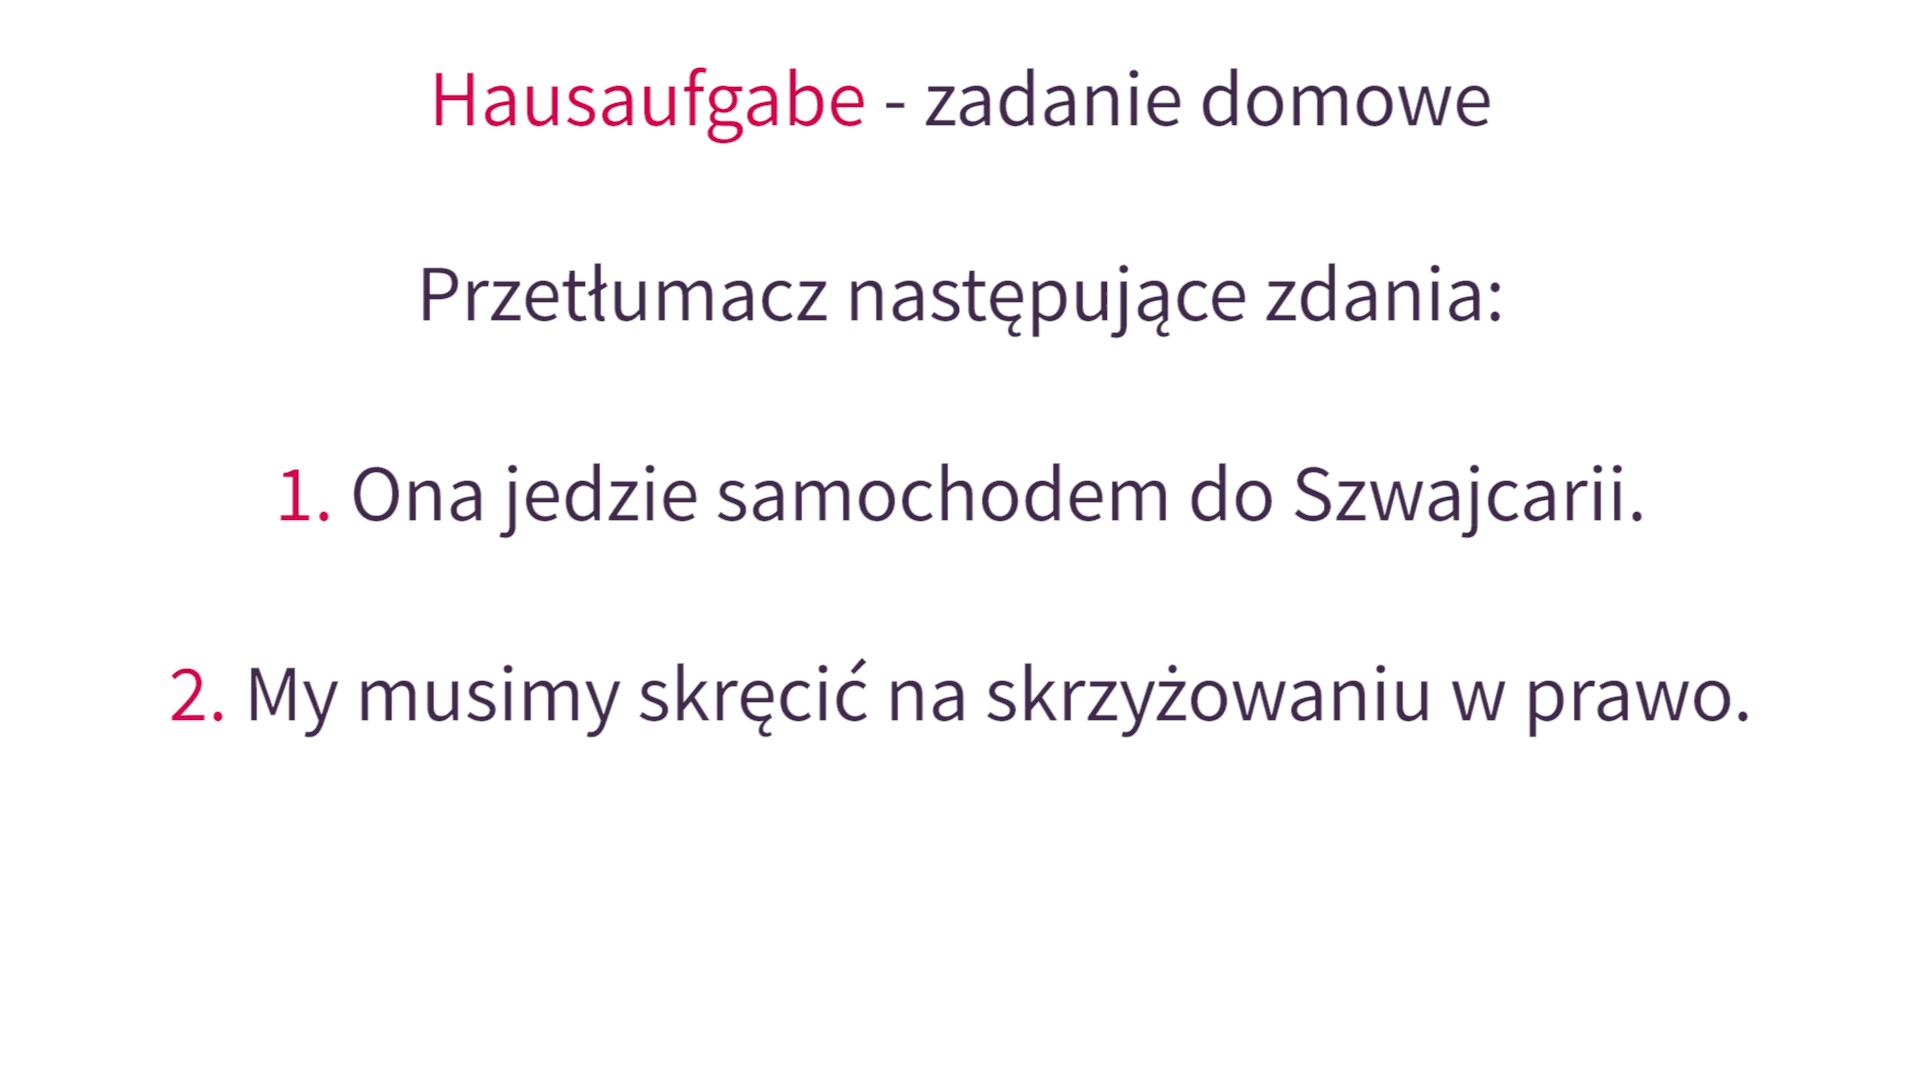 Hausaufgabe - zadanie domowe
Przetłumacz następujące zdania:
1. Ona jedzie samochodem do Szwajcarii.
2. My musimy skręcić na skrzyżowaniu w prawo.